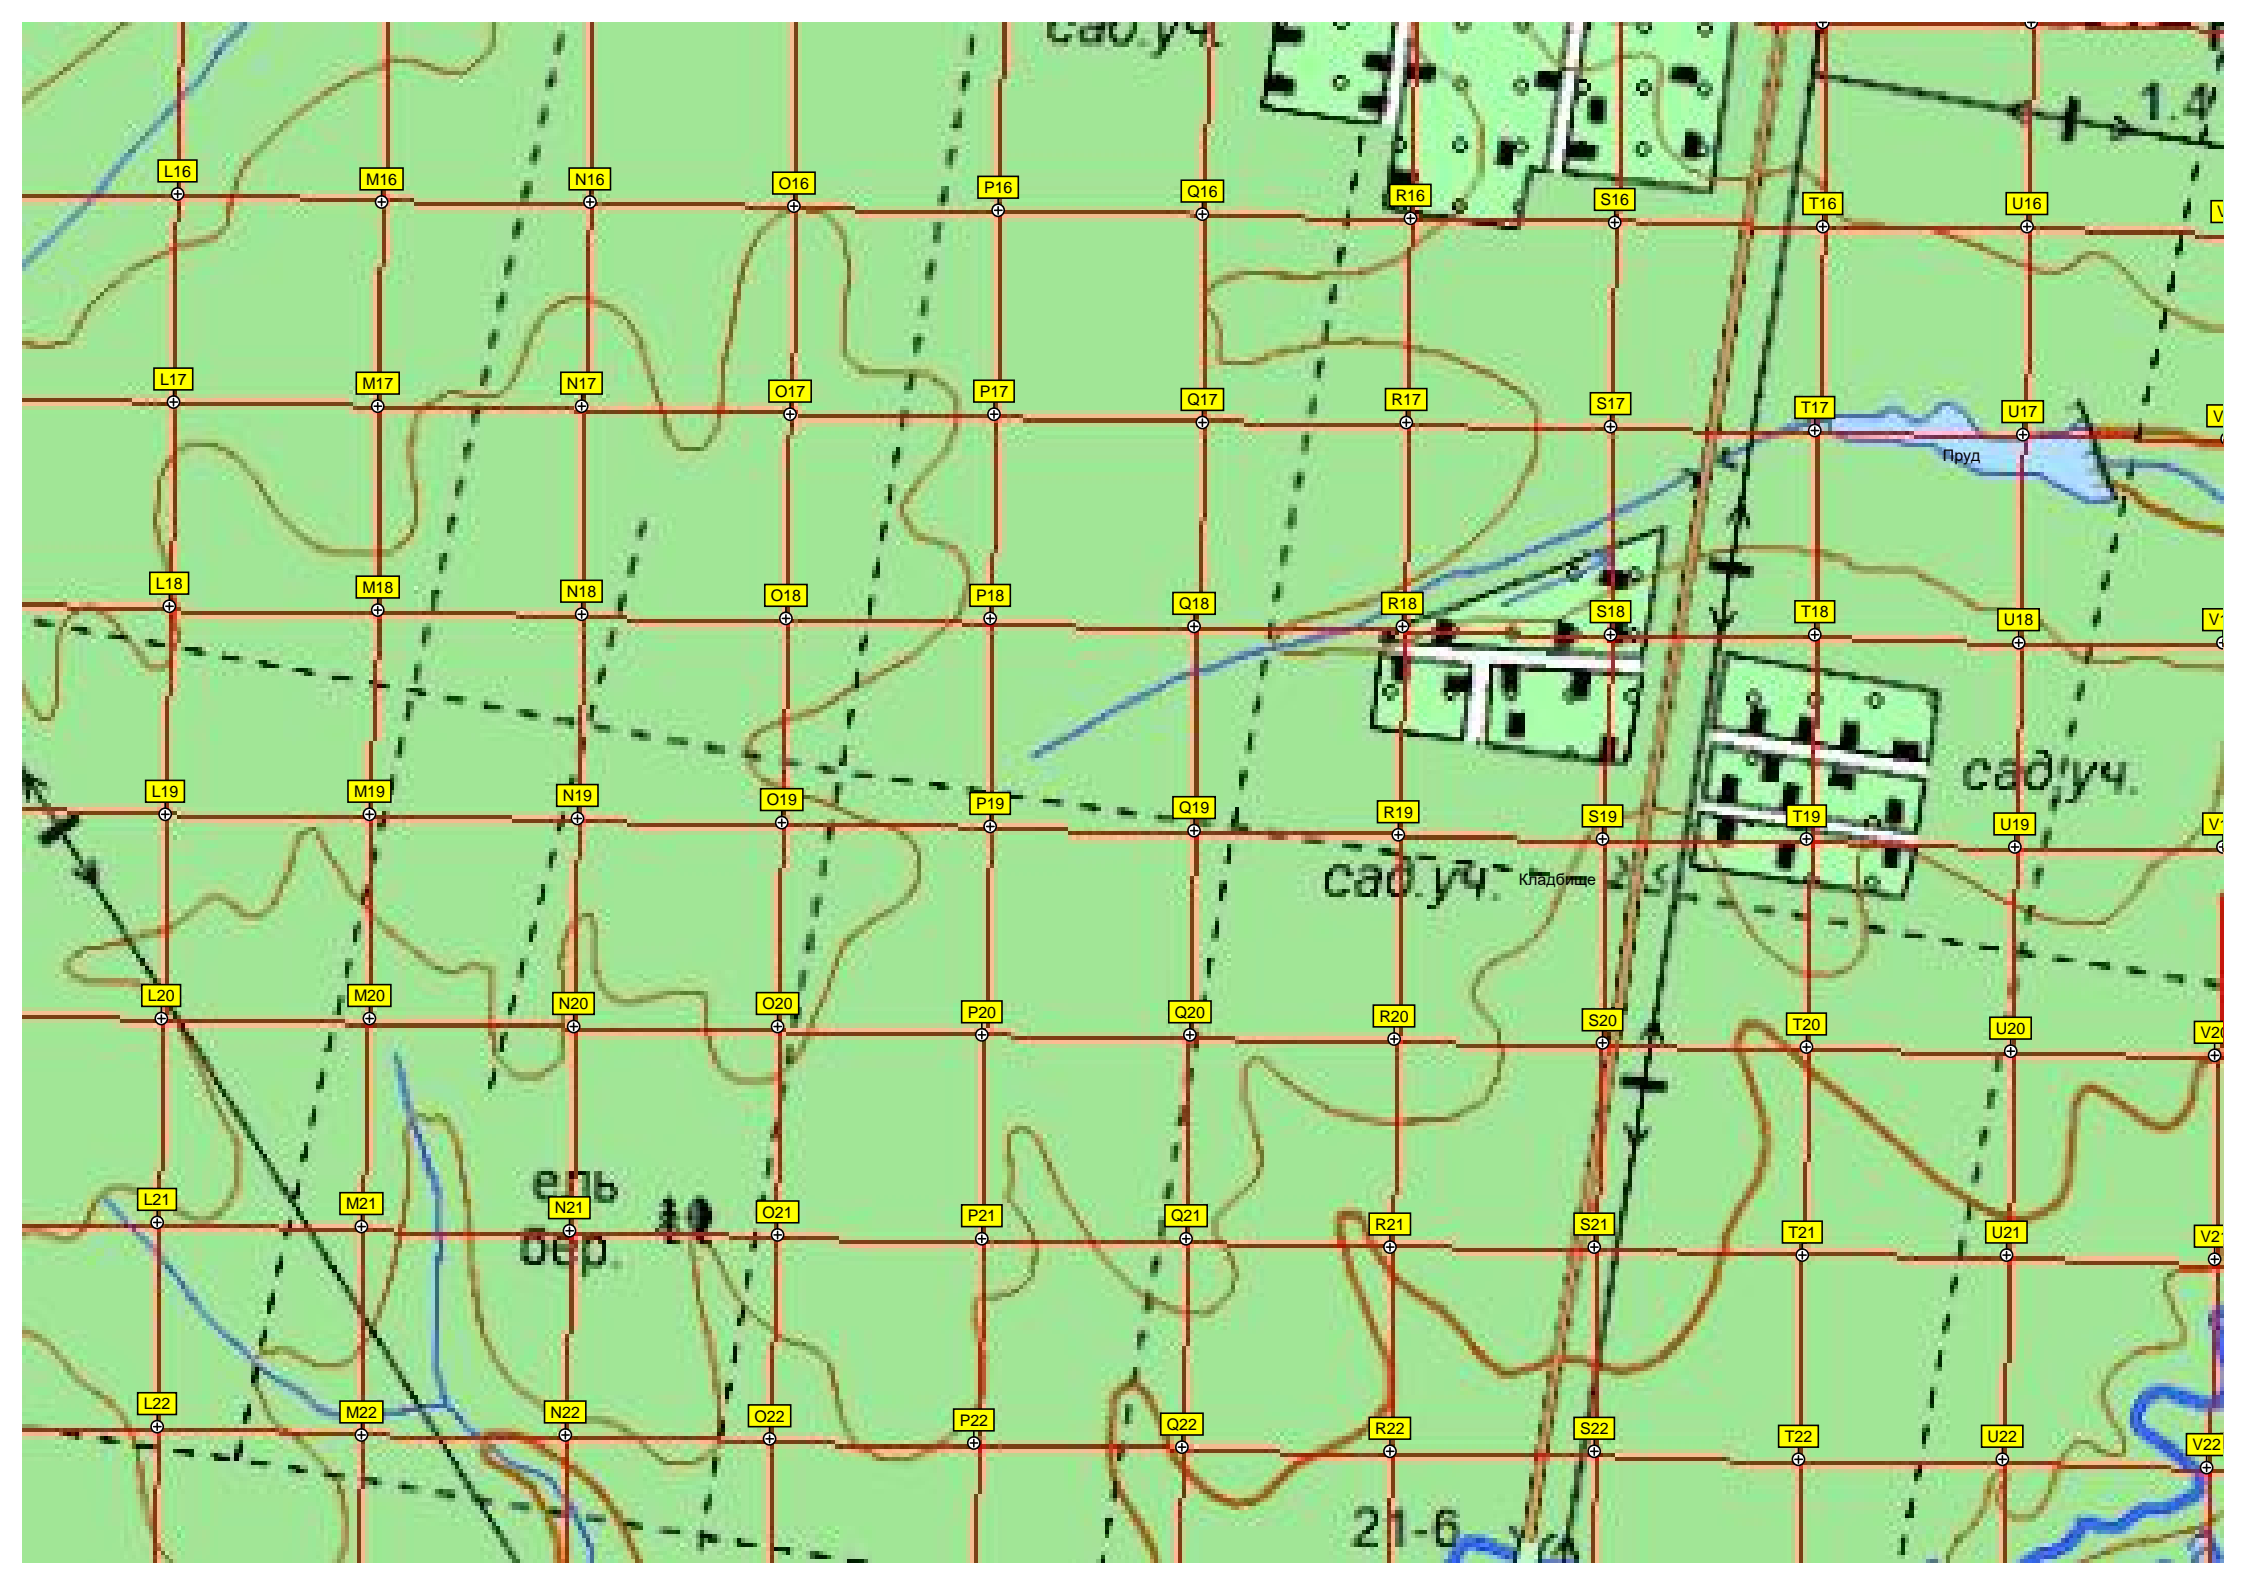 сад.уч.
1.4
L16 M16 N16 O16 P16 Q16 R16 S16 T16 U16
L17 M17 N17 O17 P17 Q17 R17 S17 T17 U17
Пруд
L18 M18 N18 O18 P18 Q18 R18 S18 T18 U18
сад.уч.
L19 M19 N19 O19 P19 Q19 R19 S19 T19 U19
сад.уч. Кладбище
L20 M20 N20 O20 P20 Q20 R20 S20 T20 U20 V20
ель
L21 M21 N21 O21 P21 Q21 R21 S21 T21 U21
бер.
L22 M22 N22 O22 P22 Q22 R22 S22 T22 U22 V22
21-6